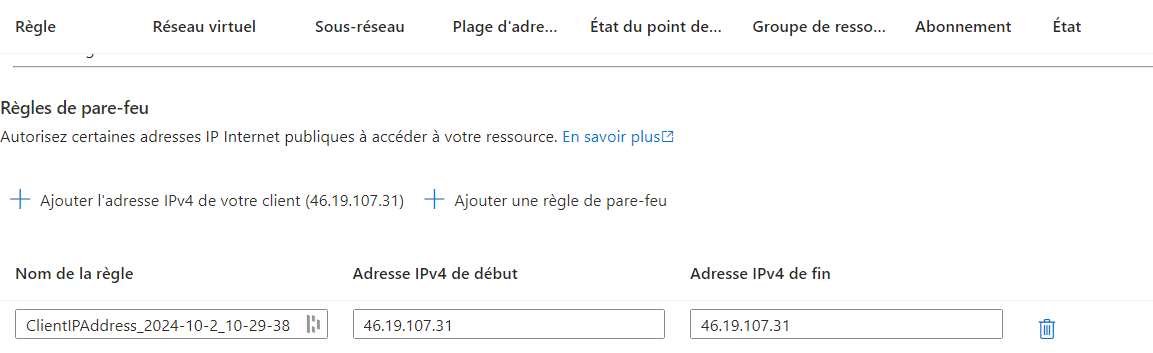 Règle Réseau virtuel Sous-réseau Plage d'adre... État du point de... Groupe de resso... Abonnement État
Règles de pare-feu
Autorisez certaines adresses IP Internet publiques à accéder à votre ressource. En savoir plus
Ajouter l'adresse IPv4 de votre client (46.19.107.31) Ajouter une règle de pare-feu
Nom de la règle Adresse IPv4 de début Adresse IPv4 de fin
ClientIPAddress_2024-10-2_10-29-38 46.19.107.31 46.19.107.31